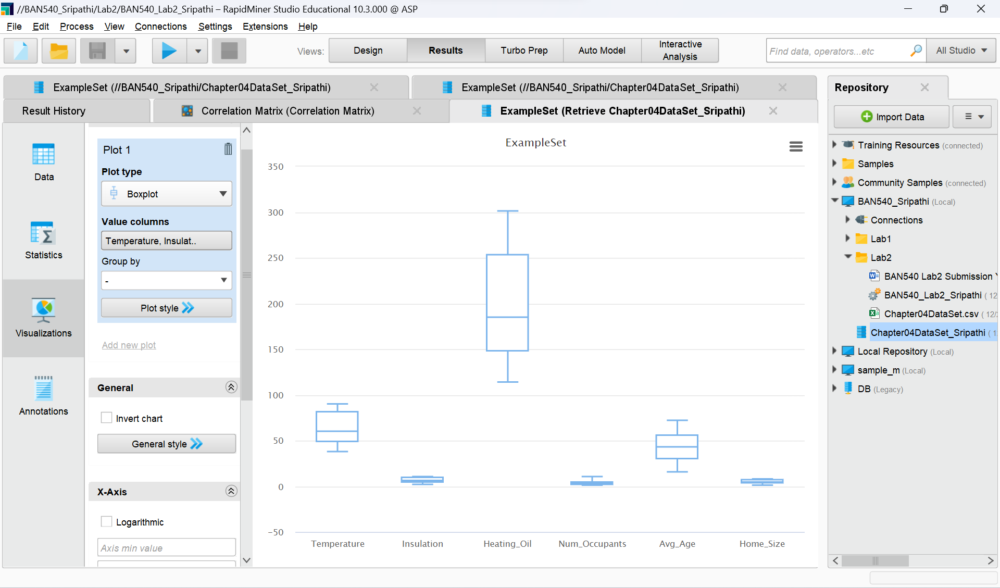 //BAN540_Sripathi/Lab2/BAN540_Lab2_Sripathi – RapidMiner Studio Educational 10.3.000 @ ASP
File Edit Process View Connections Settings Extensions Help
Views: Design Results Turbo Prep Auto Model Interactive Analysis
Find data, operators...etc
All Studio
ExampleSet (//BAN540_Sripathi/Chapter04DataSet_Sripathi)
ExampleSet (//BAN540_Sripathi/Chapter04DataSet_Sripathi)
Result History
Correlation Matrix (Correlation Matrix)
ExampleSet (Retrieve Chapter04DataSet_Sripathi)
Data
Statistics
Visualizations
Annotations
Plot 1
Plot type
Boxplot
Value columns
Temperature, Insulat..
Group by
-
Plot style
Add new plot
General
Invert chart
General style
X-Axis
Logarithmic
Axis min value
ExampleSet
350
300
250
200
150
100
50
0
-50
Temperature
Insulation
Heating_Oil
Num_Occupants
Avg_Age
Home_Size
Repository
Import Data
Training Resources (connected)
Samples
Community Samples (connected)
BAN540_Sripathi (Local)
Connections
Lab1
Lab2
BAN540 Lab2 Submission
BAN540_Lab2_Sripathi ( 12
Chapter04DataSet.csv ( 12/
Chapter04DataSet_Sripathi ( 1
Local Repository (Local)
sample_m (Local)
DB (Legacy)